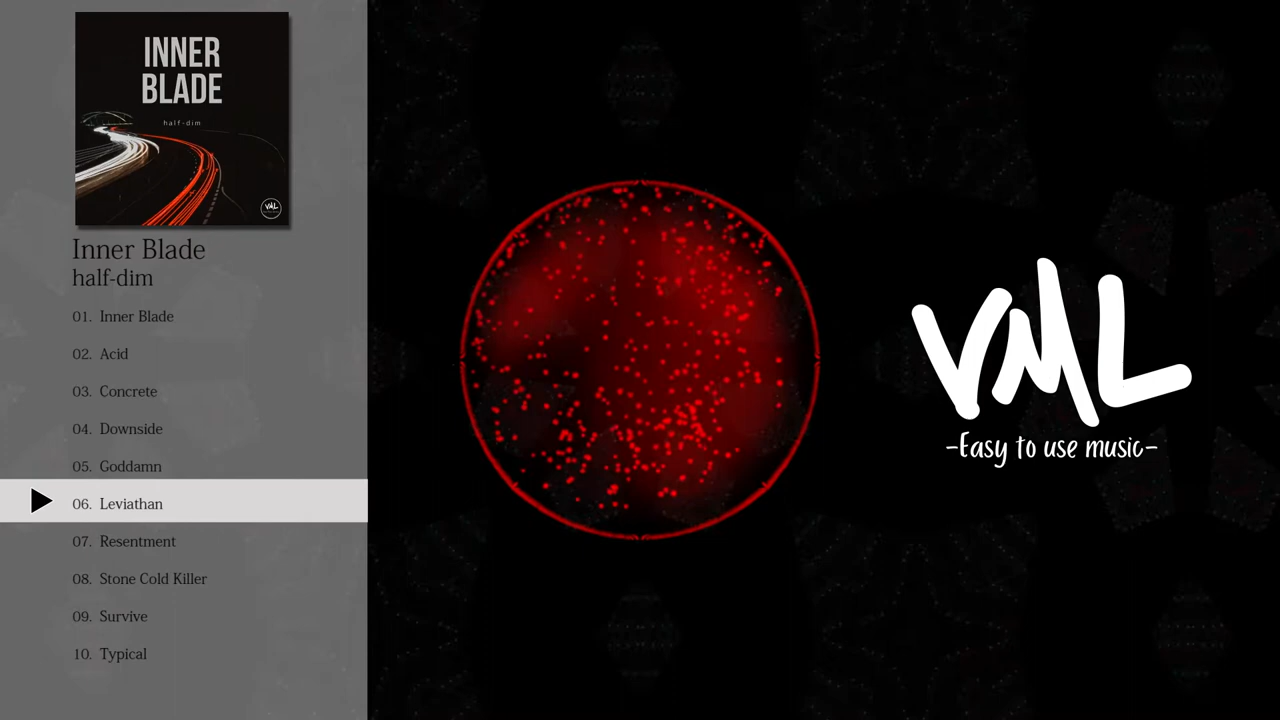 INNER
BLADE
half-dim
VML
Inner Blade
half-dim
01. Inner Blade
02. Acid
03. Concrete
04. Downside
05. Goddamn
06. Leviathan
07. Resentment
08. Stone Cold Killer
09. Survive
10. Typical
VML
-Easy to use music-